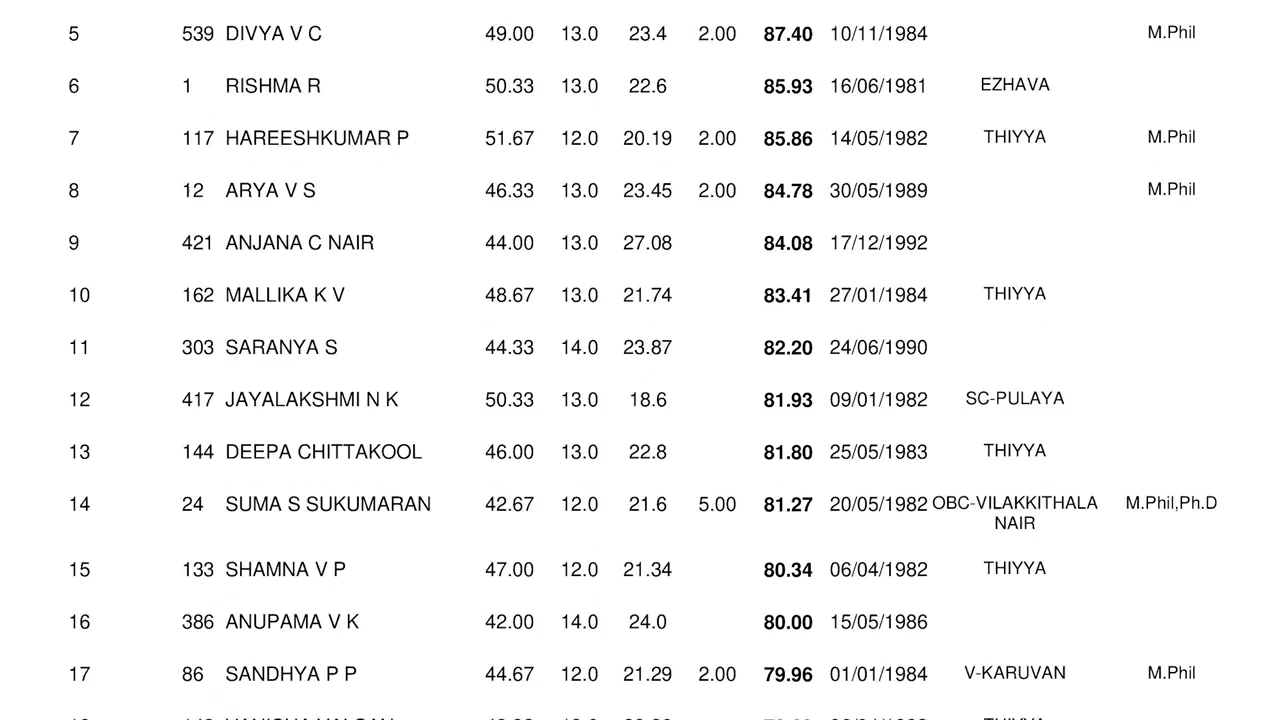 5 539 DIVYA V C 49.00 13.0 23.4 2.00 87.40 10/11/1984 M.Phil
6 1 RISHMA R 50.33 13.0 22.6 85.93 16/06/1981 EZHAVA
7 117 HAREESHKUMAR P 51.67 12.0 20.19 2.00 85.86 14/05/1982 THIYYA M.Phil
8 12 ARYA V S 46.33 13.0 23.45 2.00 84.78 30/05/1989 M.Phil
9 421 ANJANA C NAIR 44.00 13.0 27.08 84.08 17/12/1992
10 162 MALLIKA K V 48.67 13.0 21.74 83.41 27/01/1984 THIYYA
11 303 SARANYA S 44.33 14.0 23.87 82.20 24/06/1990
12 417 JAYALAKSHMI N K 50.33 13.0 18.6 81.93 09/01/1982 SC-PULAYA
13 144 DEEPA CHITTAKOOL 46.00 13.0 22.8 81.80 25/05/1983 THIYYA
14 24 SUMA S SUKUMARAN 42.67 12.0 21.6 5.00 81.27 20/05/1982 OBC-VILAKKITHALA M.Phil,Ph.D
NAIR
15 133 SHAMNA V P 47.00 12.0 21.34 80.34 06/04/1982 THIYYA
16 386 ANUPAMA V K 42.00 14.0 24.0 80.00 15/05/1986
17 86 SANDHYA P P 44.67 12.0 21.29 2.00 79.96 01/01/1984 V-KARUVAN M.Phil
THIYYA